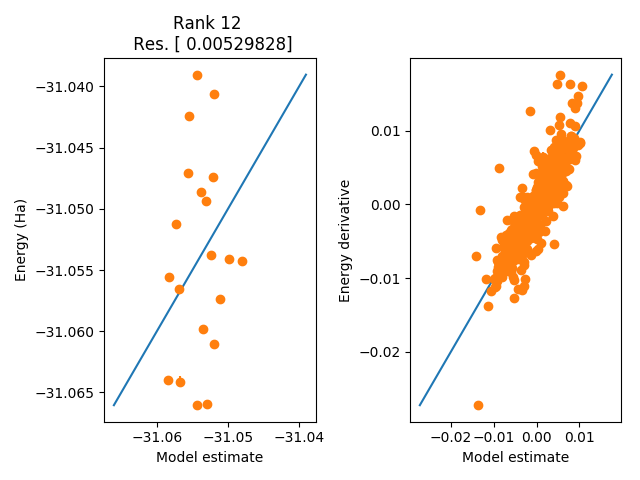 Rank 12
Res. [ 0.00529828]
Energy (Ha)
−31.040
−31.045
−31.050
−31.055
−31.060
−31.065
−31.06
−31.05
−31.04
Model estimate
Energy derivative
0.01
0.00
−0.01
−0.02
−0.02
−0.01
0.00
0.01
Model estimate